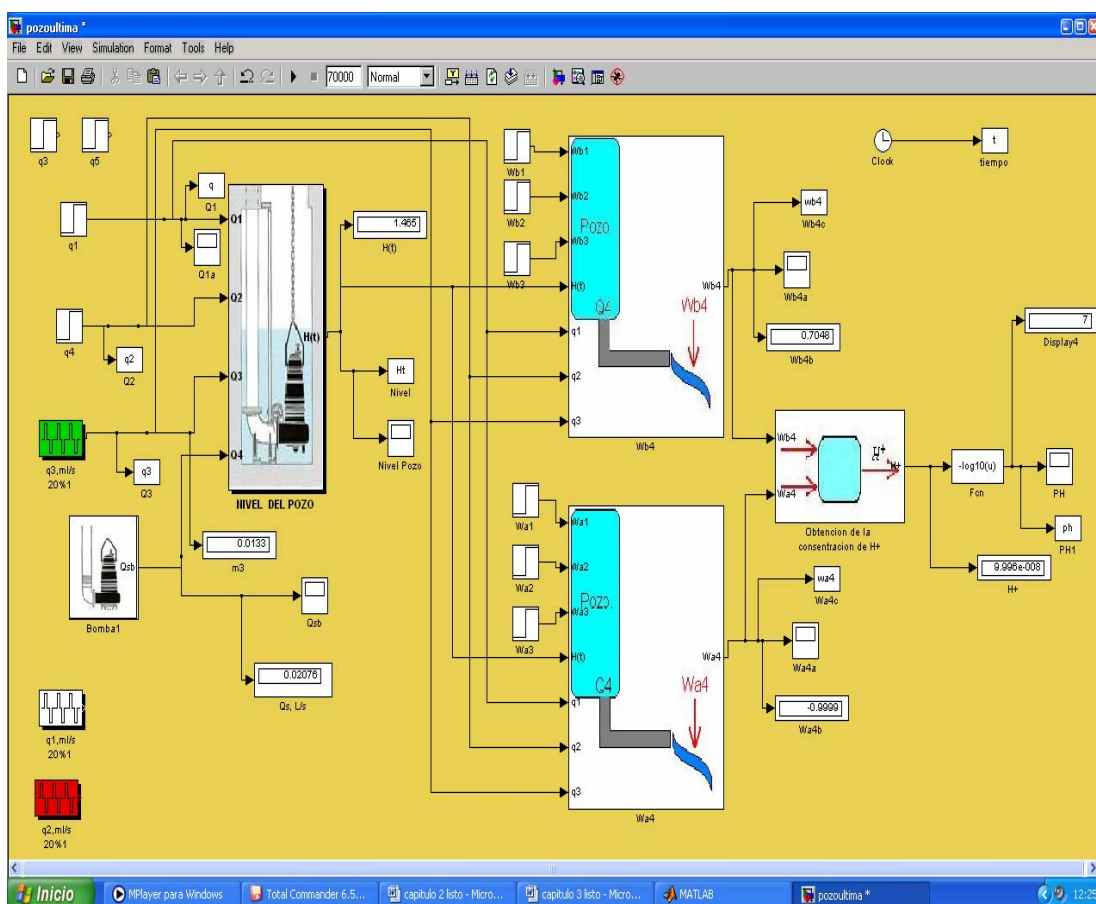 pozoultima *
File Edit View Simulation Format Tools Help
70000 Normal
q3 q5
q1
q
Q1
Q1a
q4
q2
Q2
q3,ml/s
20%1
q3
Q3
Q1
Q2
Q3
Q4
H(t)
NIVEL DEL POZO
1.465
H(t)
Ht
Nivel
Nivel Pozo
0.0133
m3
Qsb
Bomba1
Qsb
0.02076
Qs, L/s
q1,ml/s
20%1
q2,ml/s
20%1
Wb1
Wb2
Wb3
Wb1
Wb2
Wb3
H(t)
q1
q2
q3
Pozo.
Q4
Wb4
Wb4
Wb4
wb4
Wb4c
Wb4a
0.7048
Wb4b
Wa1
Wa2
Wa3
Wa1
Wa2
Wa3
H(t)
q1
q2
q3
Pozo.
Q4
Wa4
Wa4
Wa4
wa4
Wa4c
Wa4a
-0.9999
Wa4b
Clock
t
tiempo
Wb4
Wa4
H+
H+
Obtencion de la
consentracion de H+
-log10(u)
Fcn
7
Display4
PH
ph
PH1
9.996e-008
H+
Inicio MPlayer para Windows Total Commander 6.5... capitulo 2 listo - Micro... capitulo 3 listo - Micro... MATLAB pozoultima * 12:25